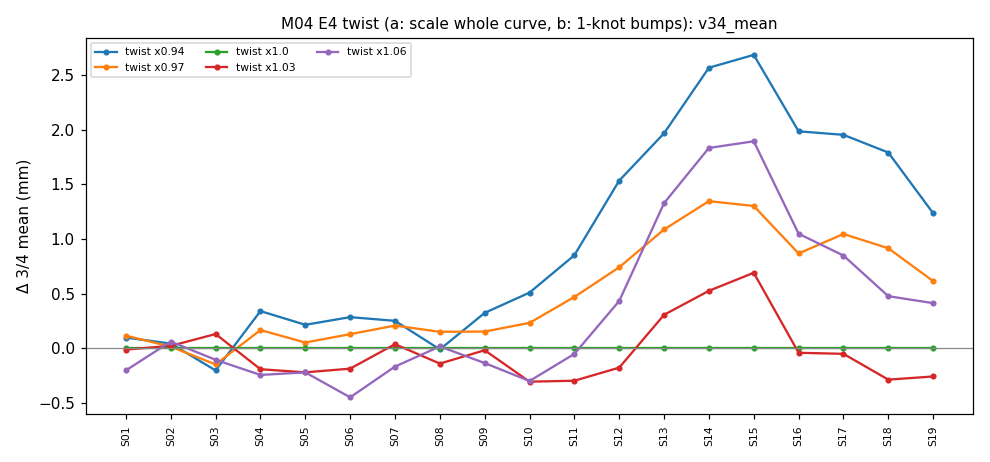 M04 E4 twist (a: scale whole curve, b: 1-knot bumps): v34_mean
twist x0.94
twist x0.97
twist x1.0
twist x1.03
twist x1.06
Δ 3/4 mean (mm)
2.5
2.0
1.5
1.0
0.5
0.0
−0.5
S01 S02 S03 S04 S05 S06 S07 S08 S09 S10 S11 S12 S13 S14 S15 S16 S17 S18 S19